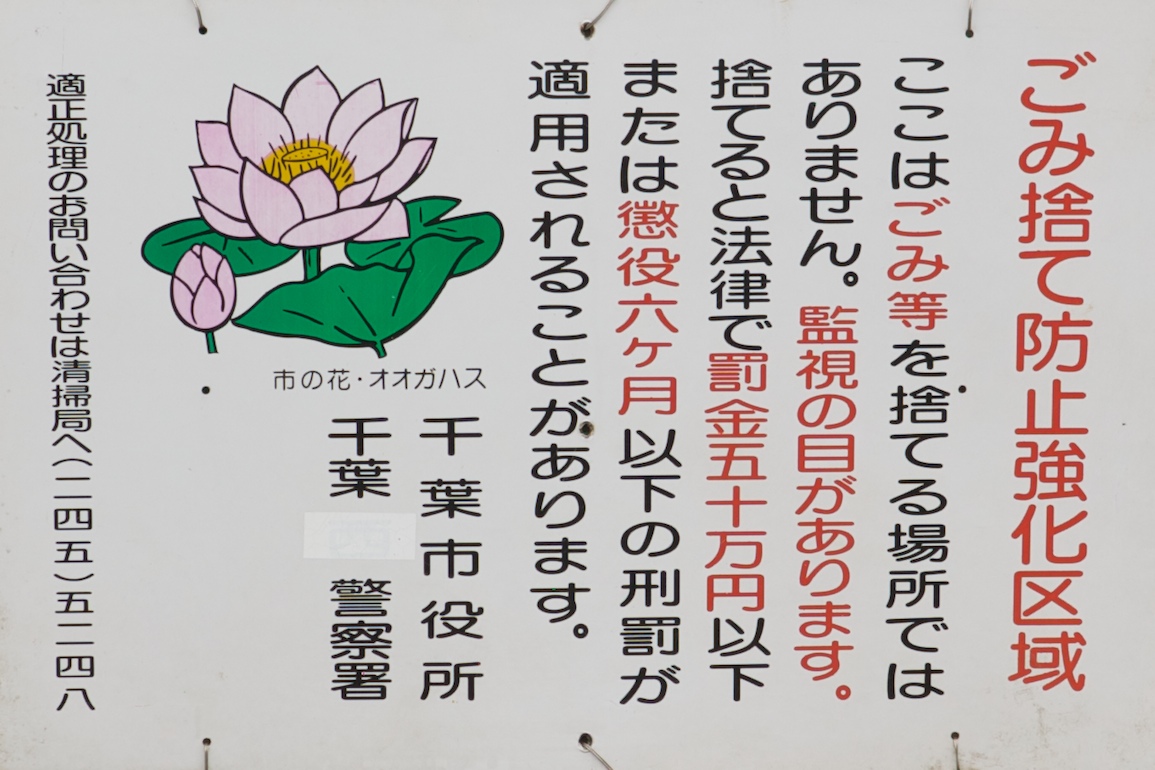 ごみ捨て防止強化区域
ここはごみ等を捨てる場所では
ありません。監視の目があります。
捨てると法律で罰金五十万円以下
または懲役六ケ月以下の刑罰が
適用されることがあります。
市の花・オオガハス
千葉市役所
千葉 警察署
適正処理のお問い合わせは清掃局へ(二四五)五二四八